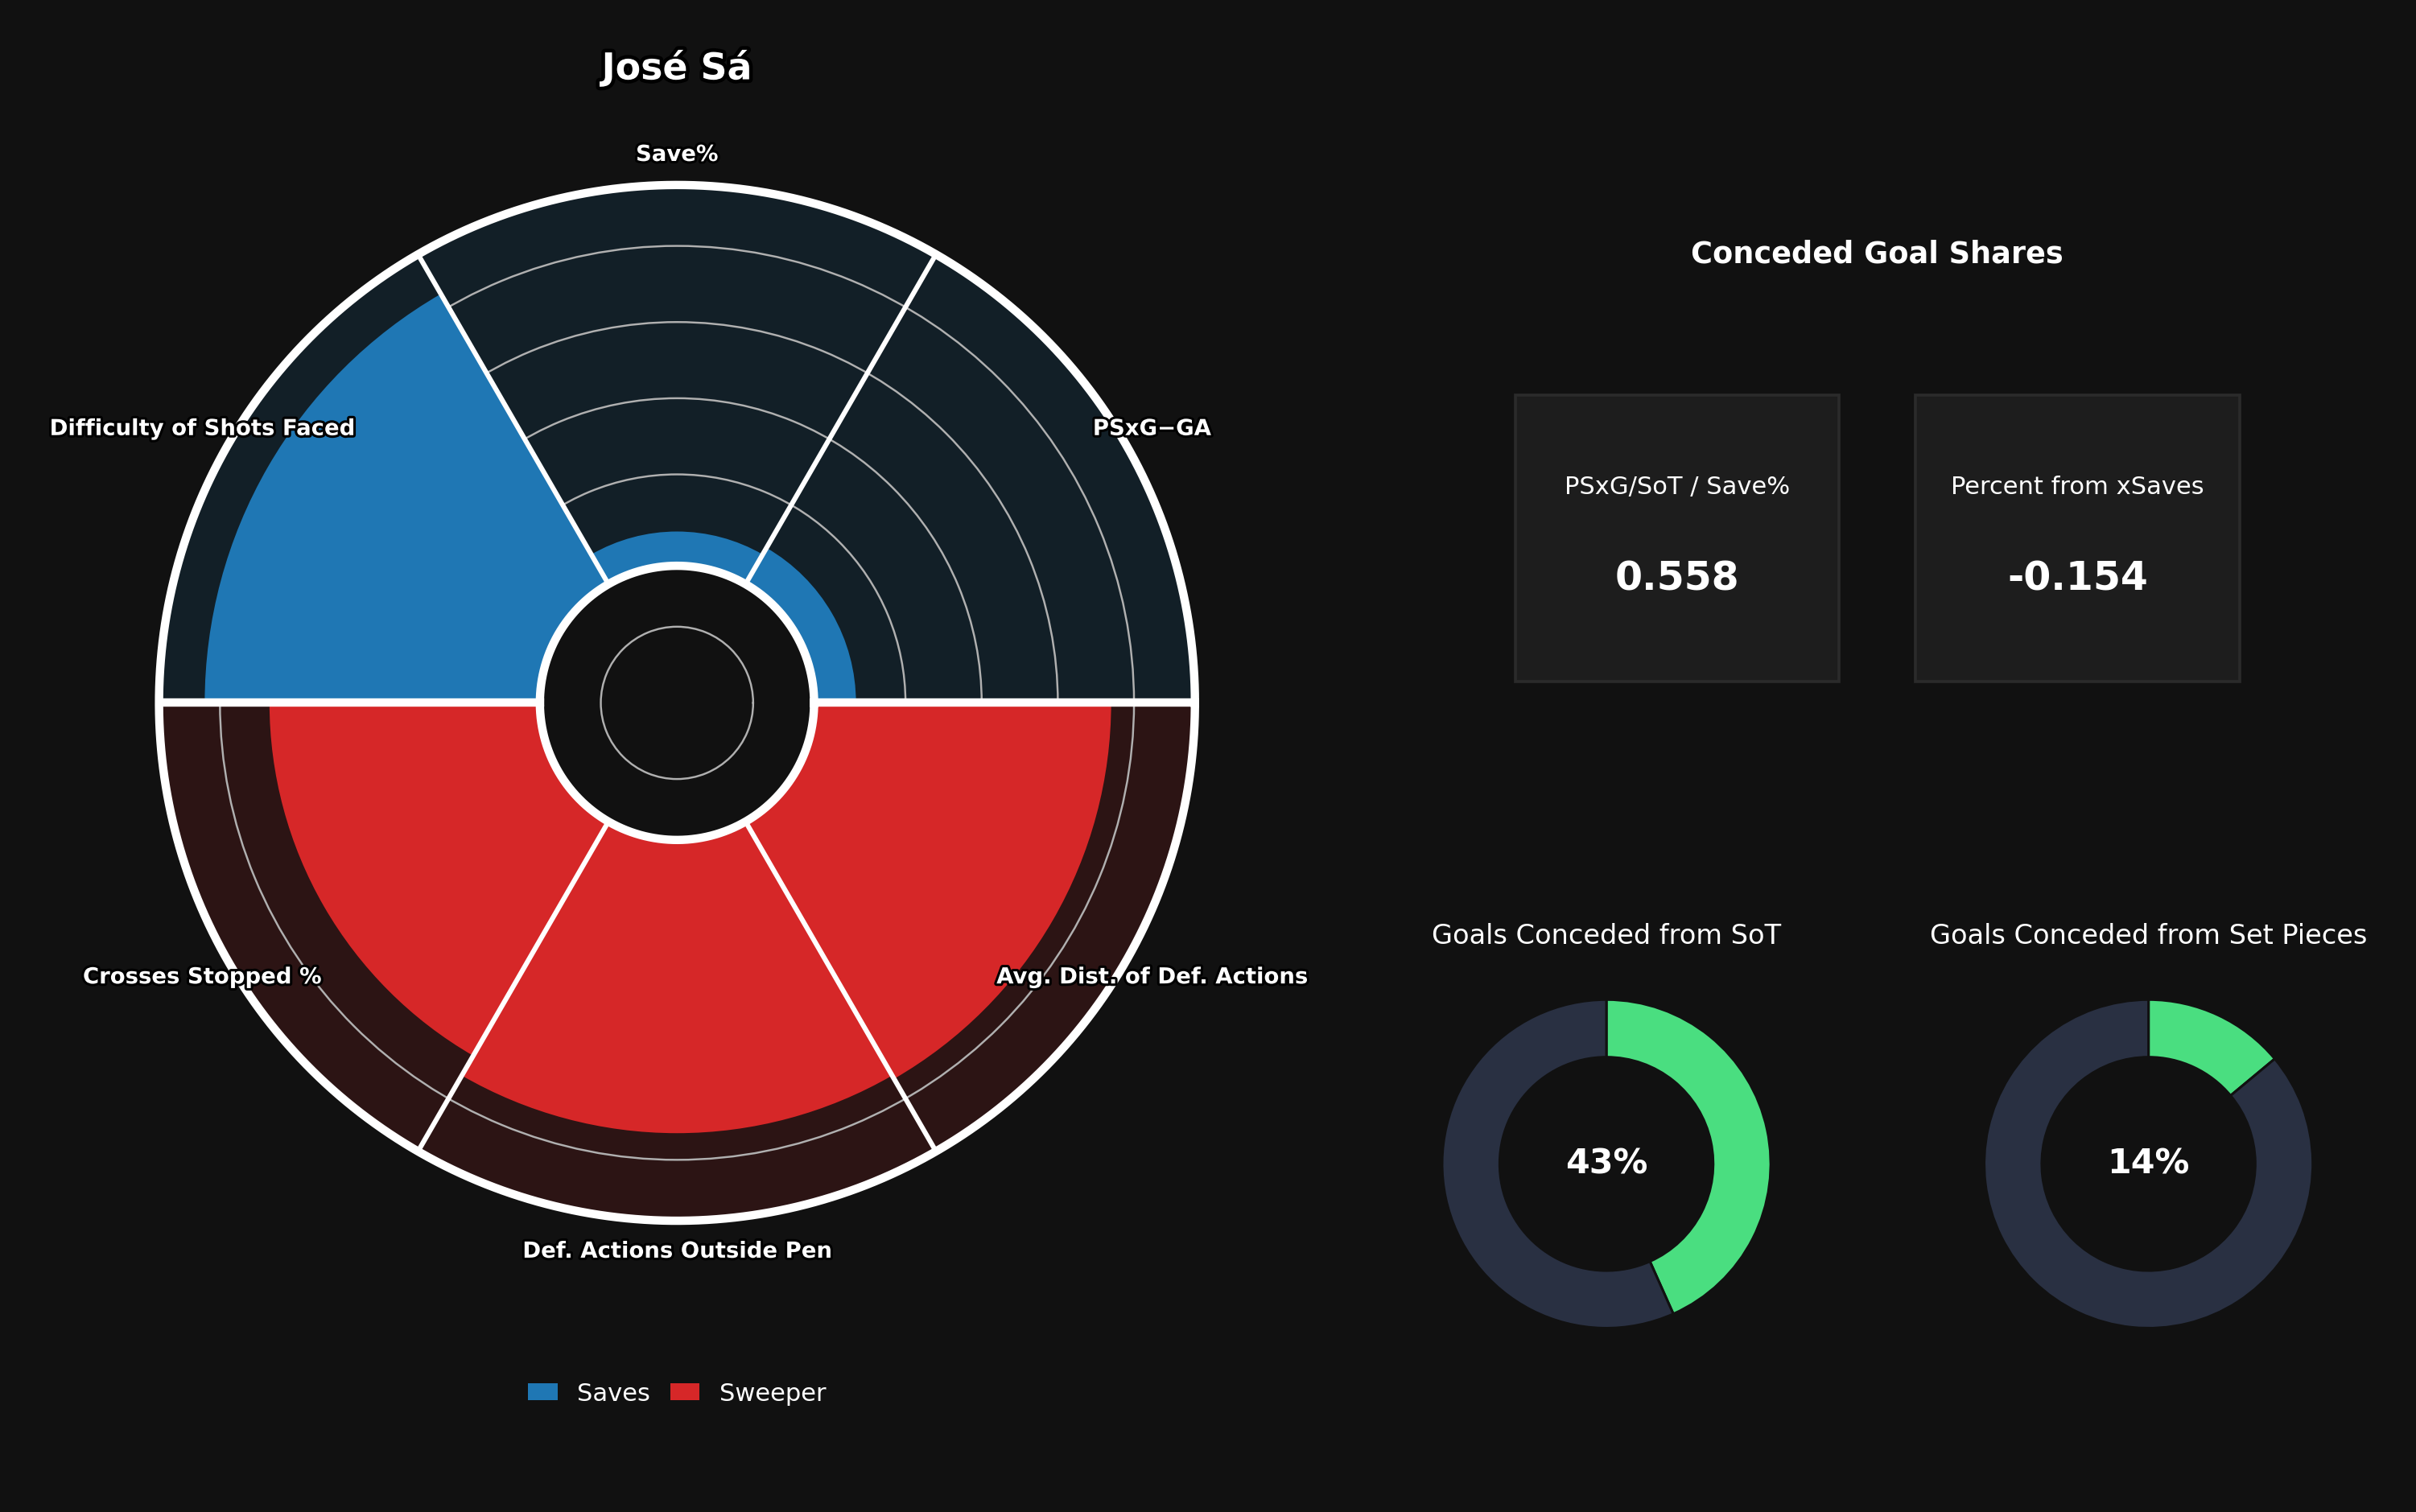 José Sá
Save%
Difficulty of Shots Faced
PSxG−GA
Crosses Stopped %
Avg. Dist. of Def. Actions
Def. Actions Outside Pen
Saves
Sweeper
Conceded Goal Shares
PSxG/SoT / Save%
0.558
Percent from xSaves
-0.154
Goals Conceded from SoT
43%
Goals Conceded from Set Pieces
14%